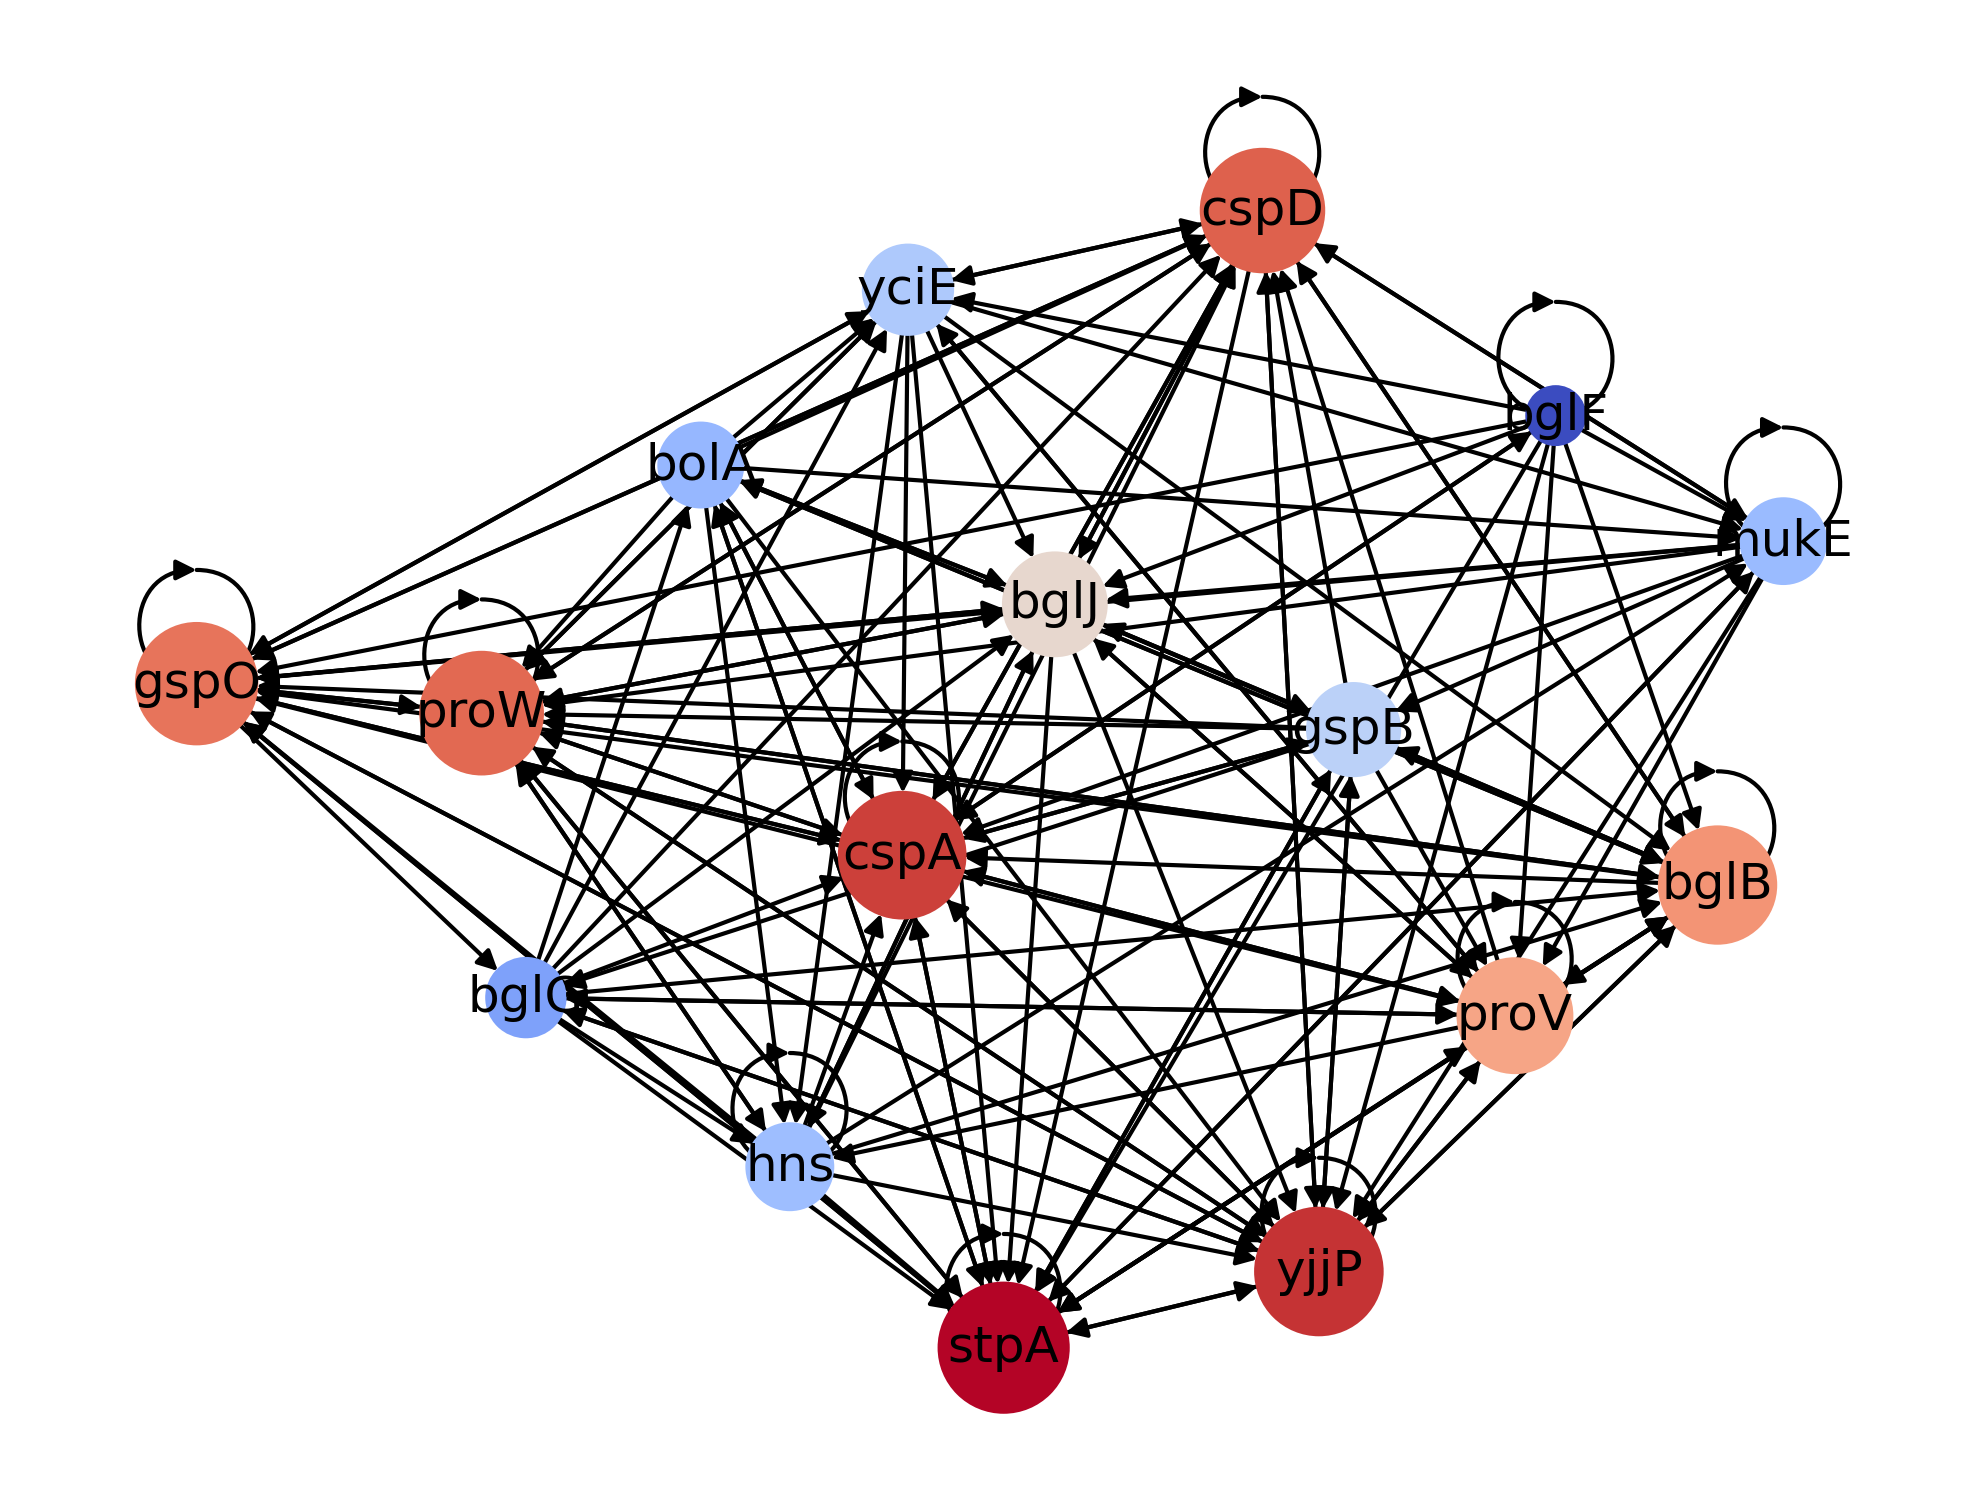 cspD
yciE
bglF
bolA
mukE
bglJ
gspO
proW
gspB
cspA
bglB
bglG
proV
hns
yjjP
stpA